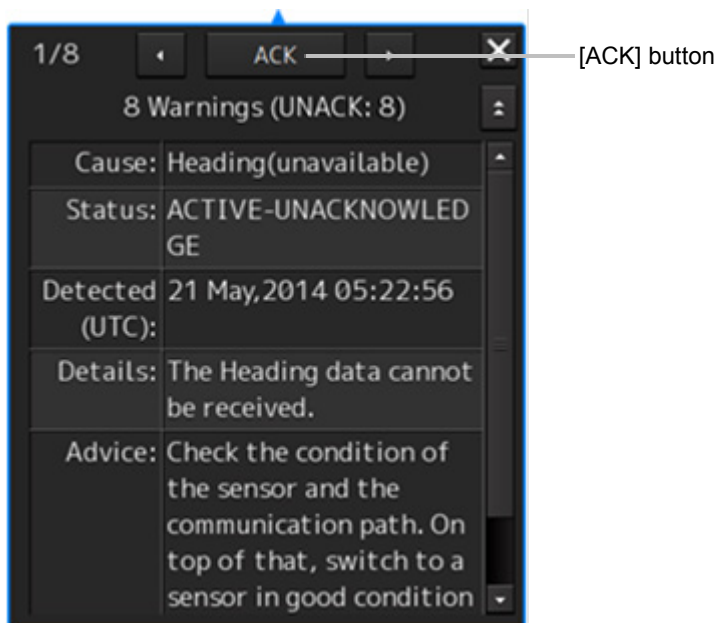 1/8 ACK
[ACK] button
8 Warnings (UNACK: 8)
Cause: Heading(unavailable)
Status: ACTIVE-UNACKNOWLED
GE
Detected 21 May,2014 05:22:56
(UTC):
Details: The Heading data cannot
be received.
Advice: Check the condition of
the sensor and the
communication path. On
top of that, switch to a
sensor in good condition